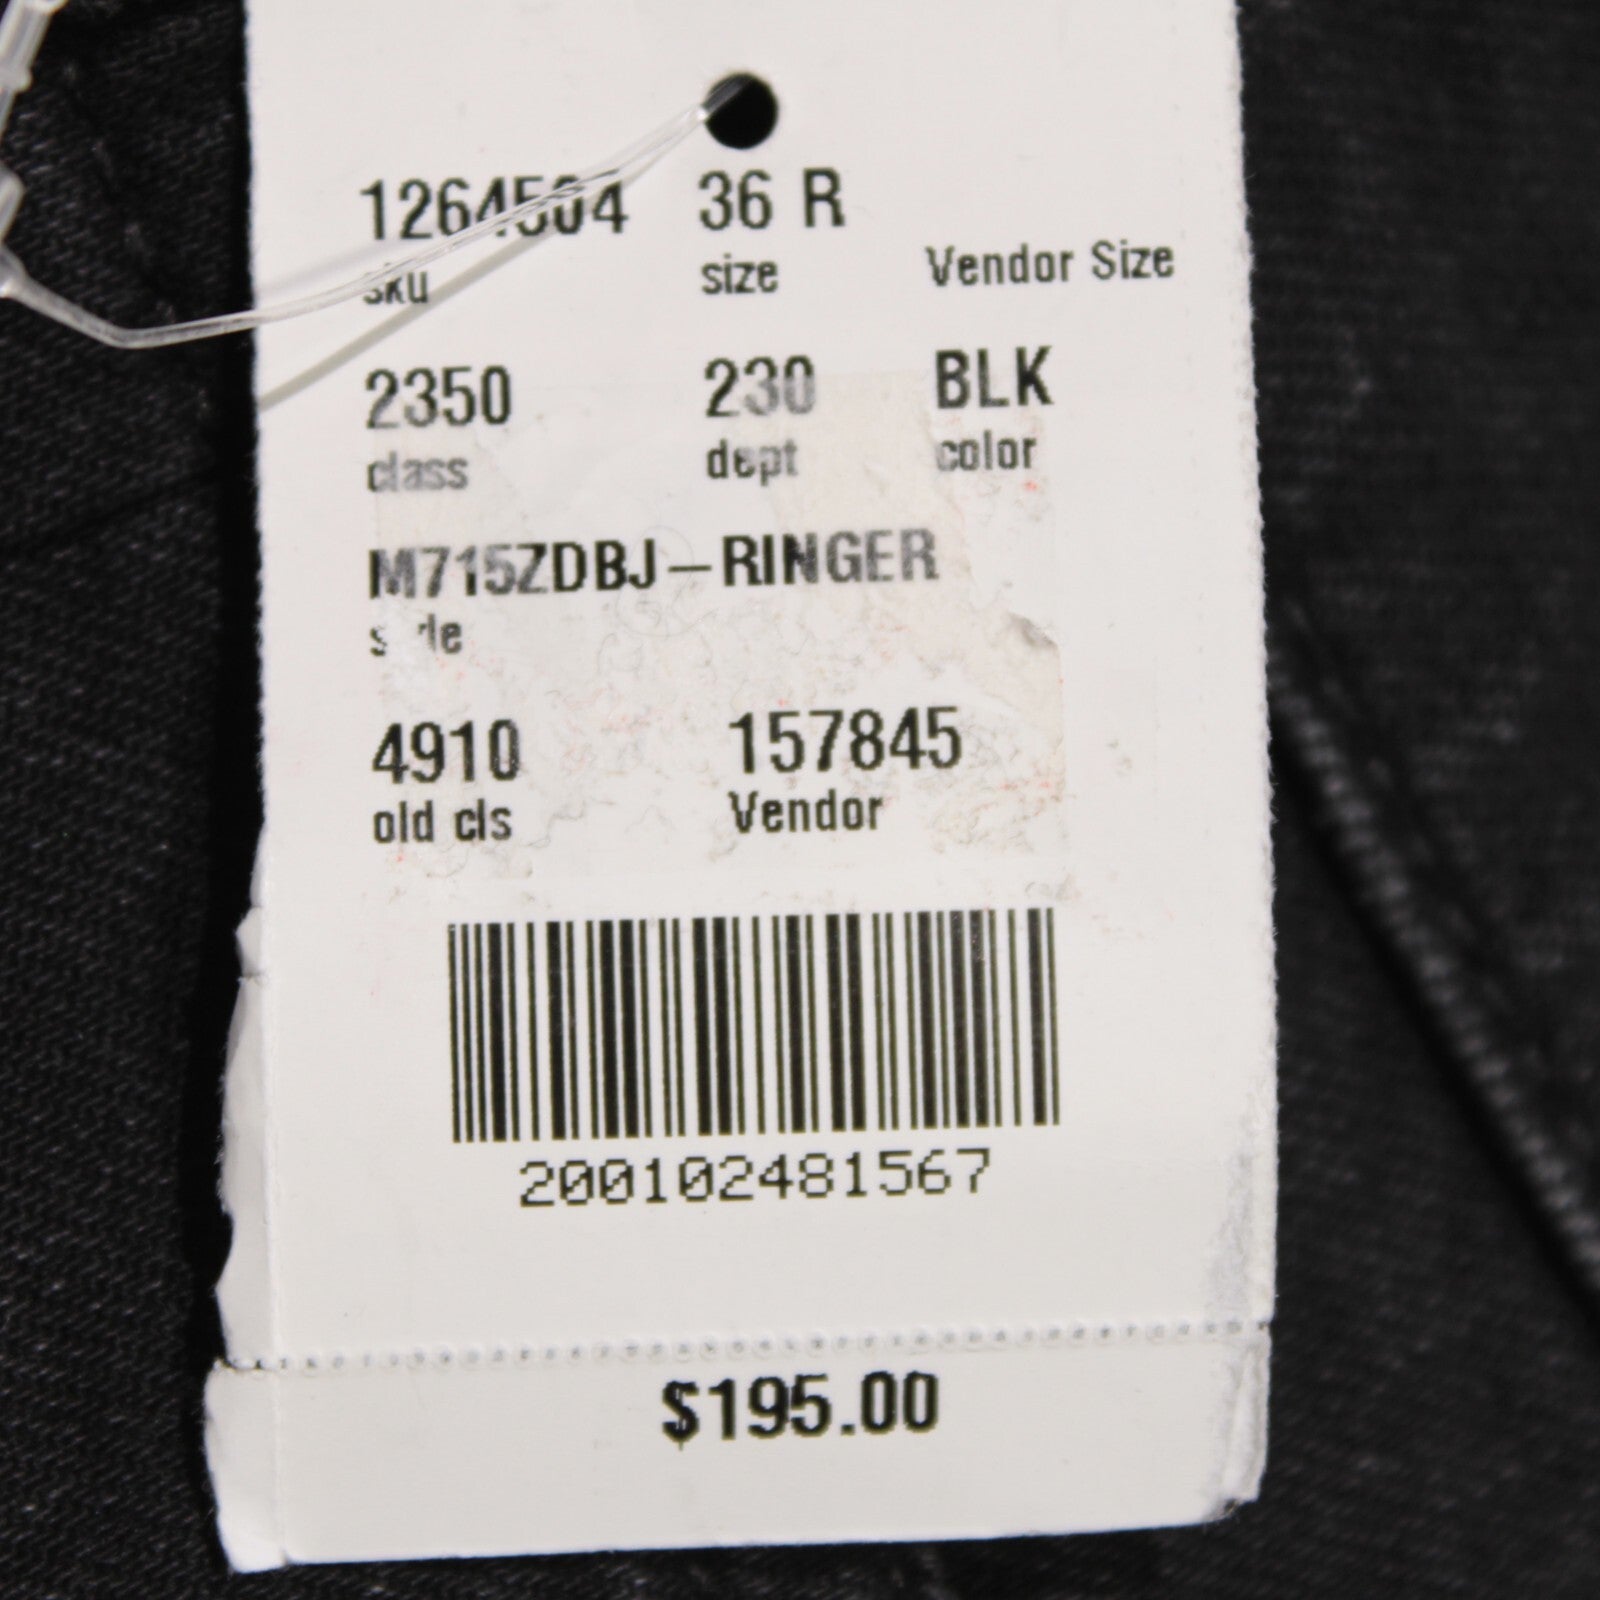 1264504 36 R
sku size Vendor Size
2350 230 BLK
class dept color
M715ZDBJ-RINGER
style
4910 157845
old cls Vendor
200102481567
$195.00